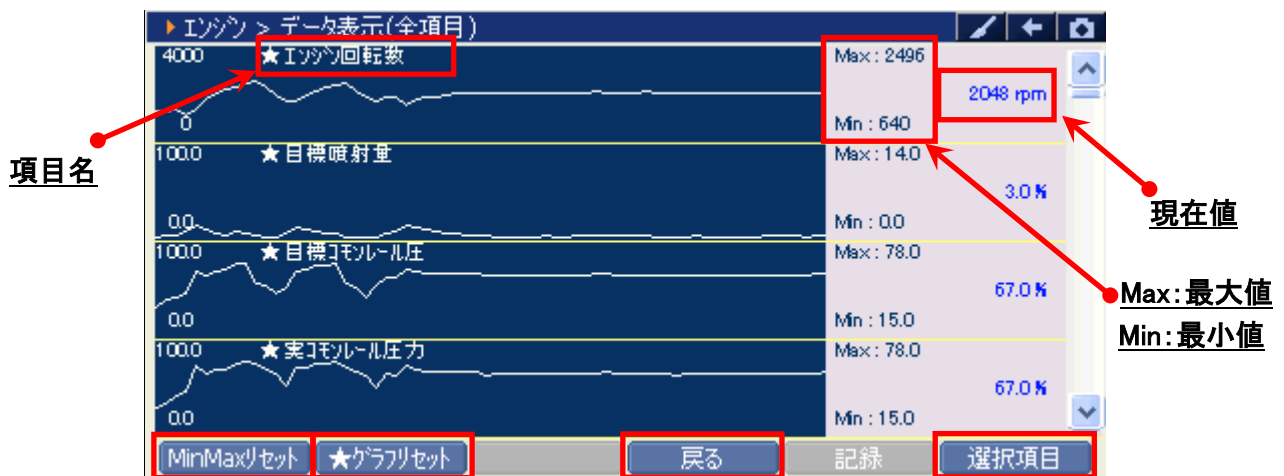 エンジン > データ表示(全項目)
4000 ★エンジン回転数 Max : 2496
2048 rpm
0 Min : 640
100.0 ★目標噴射量 Max : 14.0
3.0 %
0.0 Min : 0.0
100.0 ★目標コモンレール圧 Max : 78.0
67.0 %
0.0 Min : 15.0
100.0 ★実コモンレール圧力 Max : 78.0
67.0 %
0.0 Min : 15.0
MinMaxリセット ★グラフリセット 戻る 記録 選択項目
項目名
現在値
Max:最大値
Min:最小値